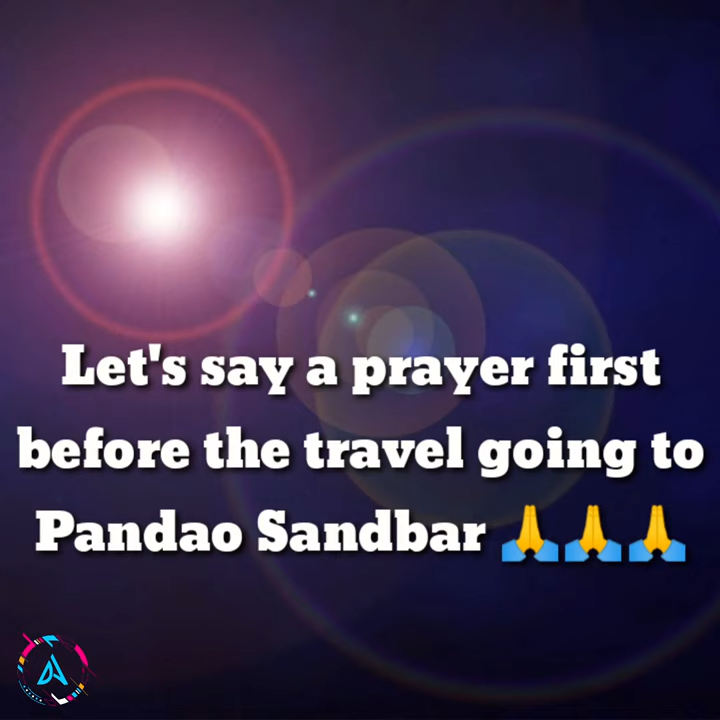 Let's say a prayer first
before the travel going to
Pandao Sandbar 🙏🙏🙏